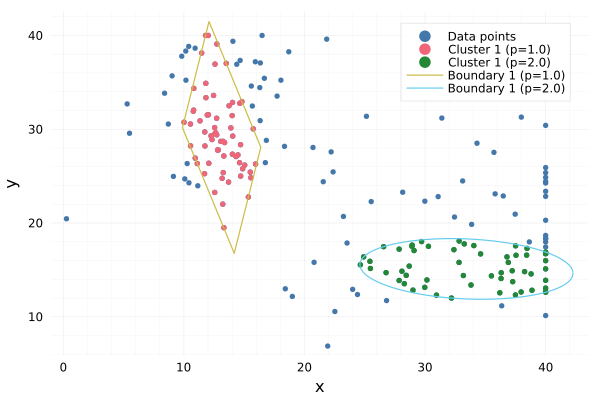 40
30
20
10
0
10
20
30
40
x
y
Data points
Cluster 1 (p=1.0)
Cluster 1 (p=2.0)
Boundary 1 (p=1.0)
Boundary 1 (p=2.0)